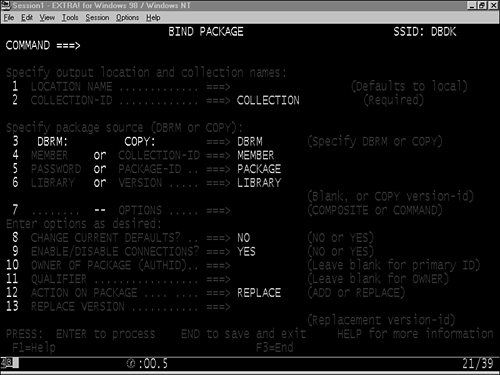 Session1 - EXTRA! for Windows 98 / Windows NT
File Edit View Tools Session Options Help
BIND PACKAGE SSID: DBDK
COMMAND ===>
Specify output location and collection names:
1 LOCATION NAME ............. ===> (Defaults to local)
2 COLLECTION-ID ............. ===> COLLECTION (Required)
Specify package source (DBRM or COPY):
3 DBRM: COPY: ===> DBRM (Specify DBRM or COPY)
4 MEMBER or COLLECTION-ID ===> MEMBER
5 PASSWORD or PACKAGE-ID .. ===> PACKAGE
6 LIBRARY or VERSION ..... ===> LIBRARY
(Blank, or COPY version-id)
7 ........ -- OPTIONS ..... ===> (COMPOSITE or COMMAND)
Enter options as desired:
8 CHANGE CURRENT DEFAULTS? .. ===> NO (NO or YES)
9 ENABLE/DISABLE CONNECTIONS? ===> YES (NO or YES)
10 OWNER OF PACKAGE (AUTHID).. ===> (Leave blank for primary ID)
11 QUALIFIER ................. ===> (Leave blank for OWNER)
12 ACTION ON PACKAGE ......... ===> REPLACE (ADD or REPLACE)
13 REPLACE VERSION ........... ===>
(Replacement version-id)
PRESS: ENTER to process END to save and exit HELP for more information
F1=Help F3=End
:00.5 21/39